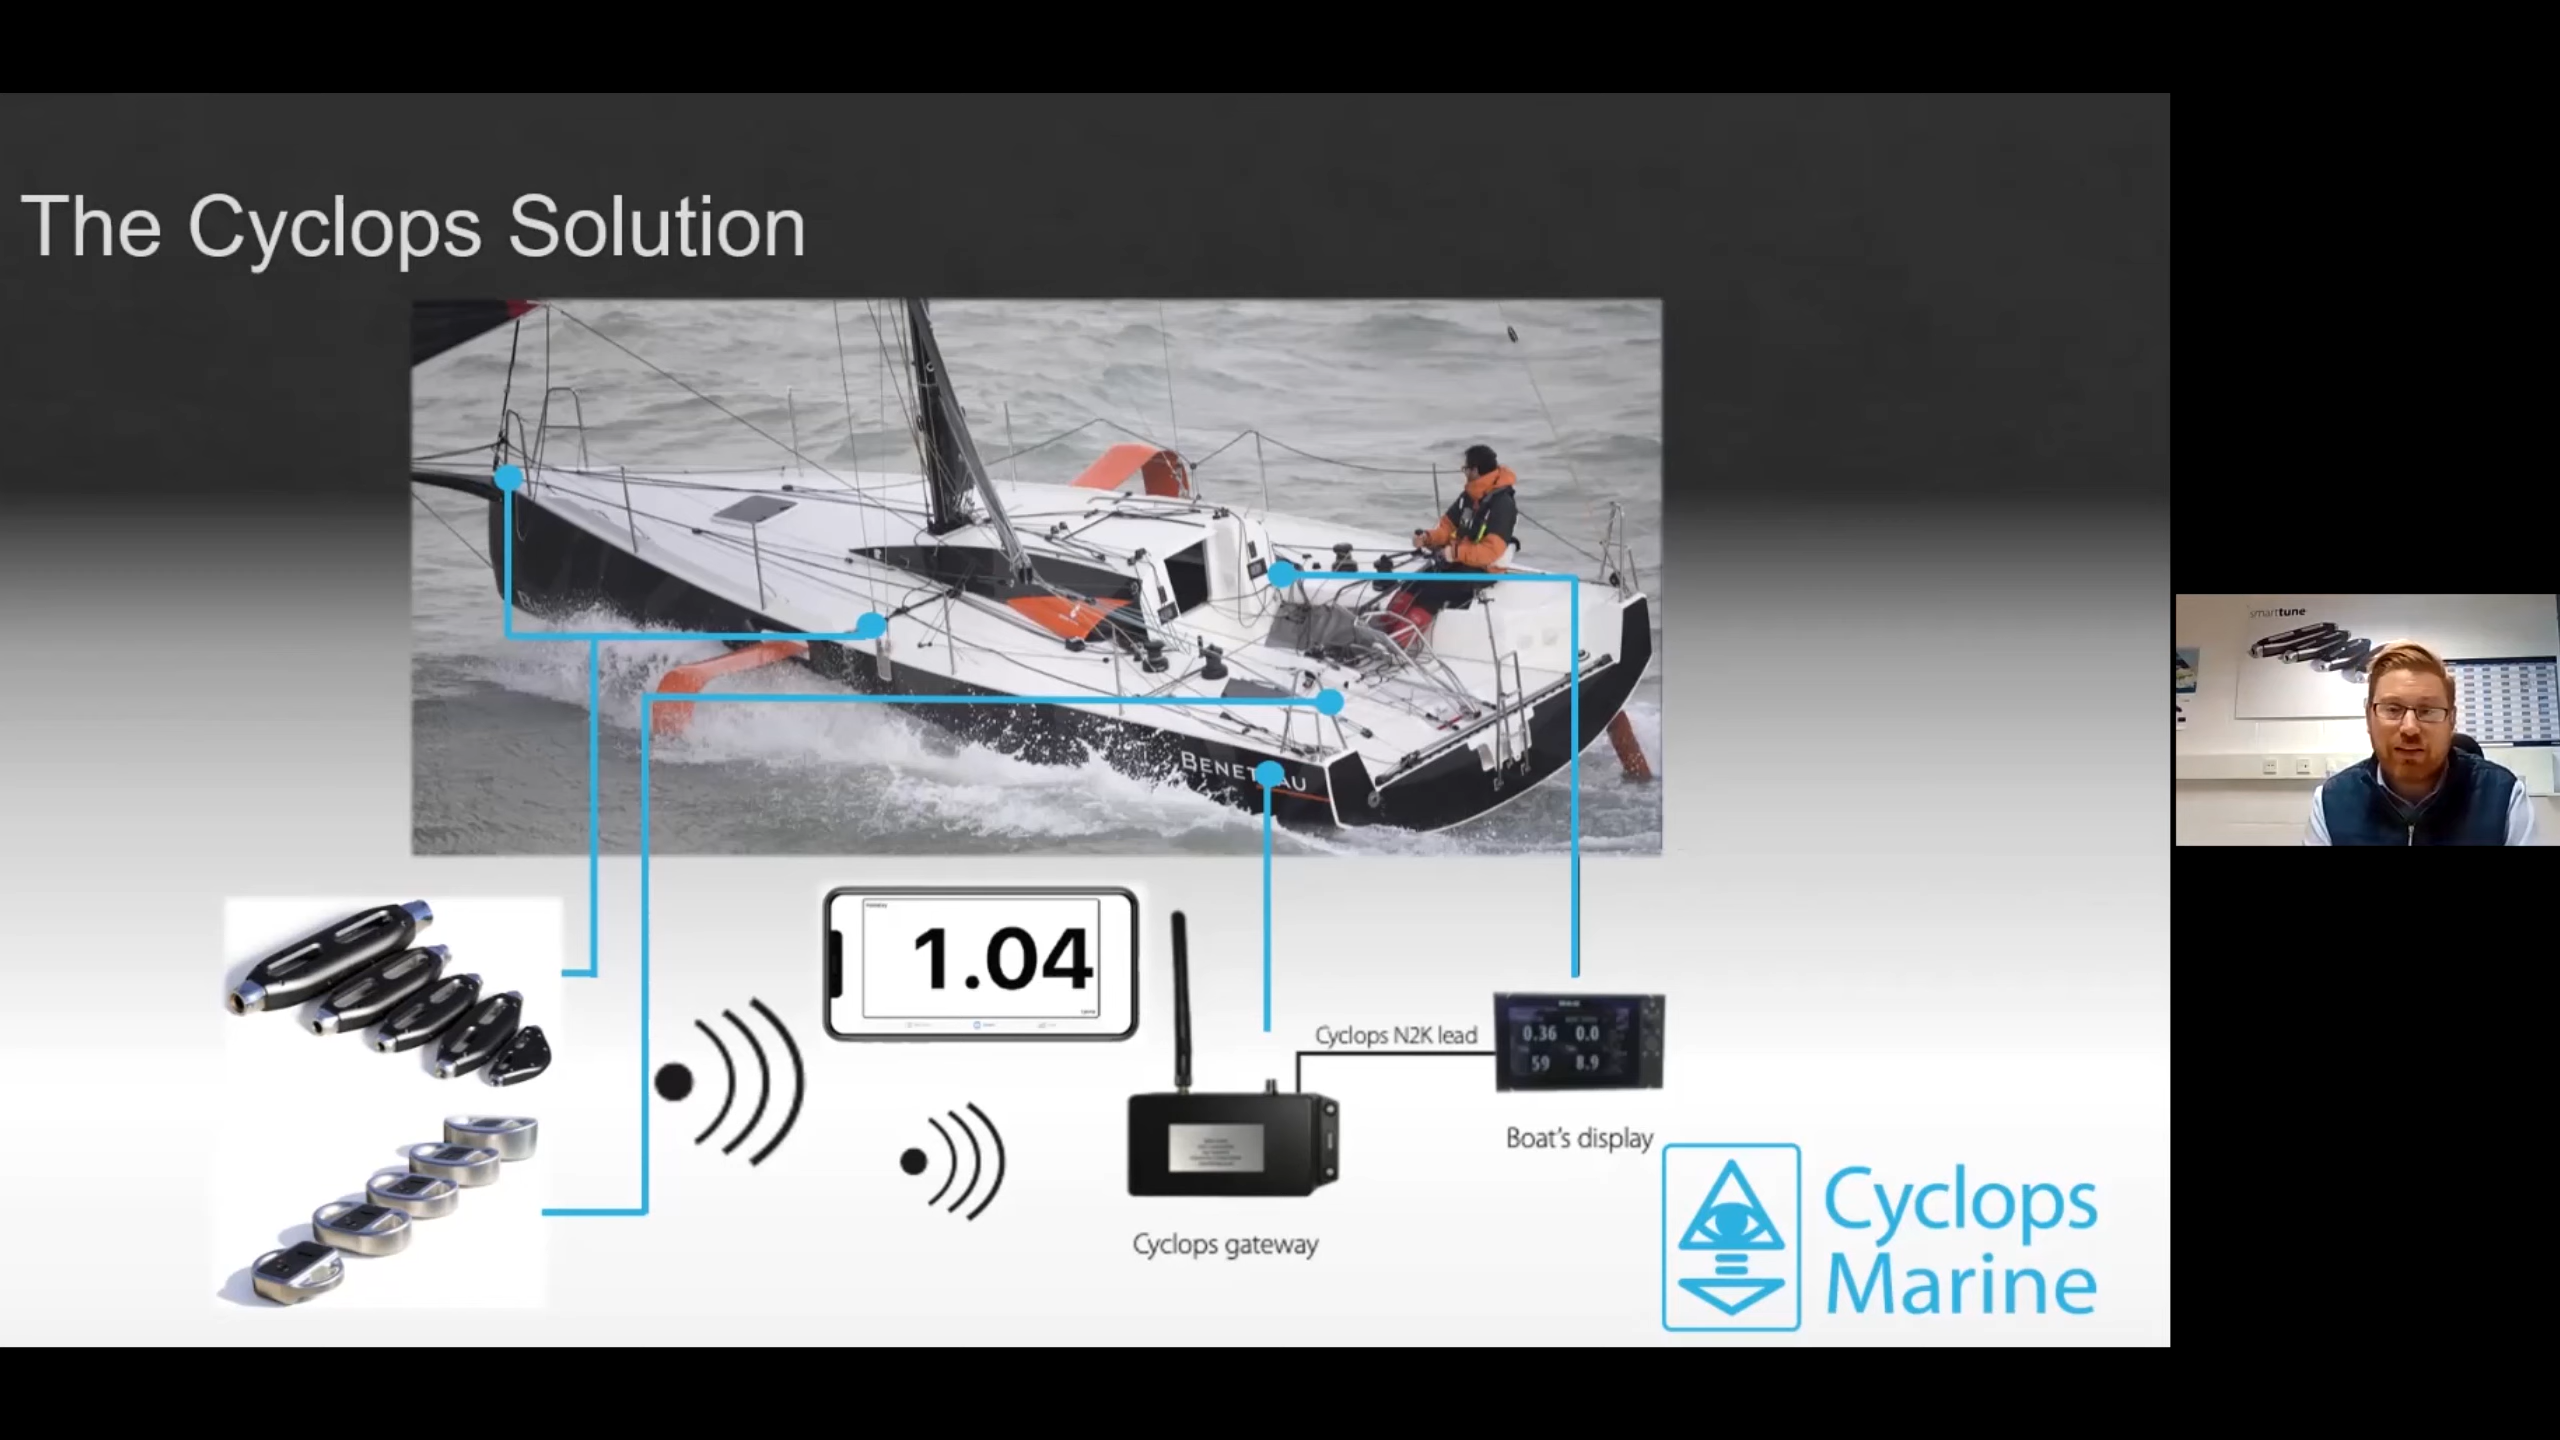 The Cyclops Solution
BENETEAU
1.04
Cyclops N2K lead
0.36 0.0
59 8.9
Boat's display
Cyclops gateway
Cyclops
Marine
smarttune